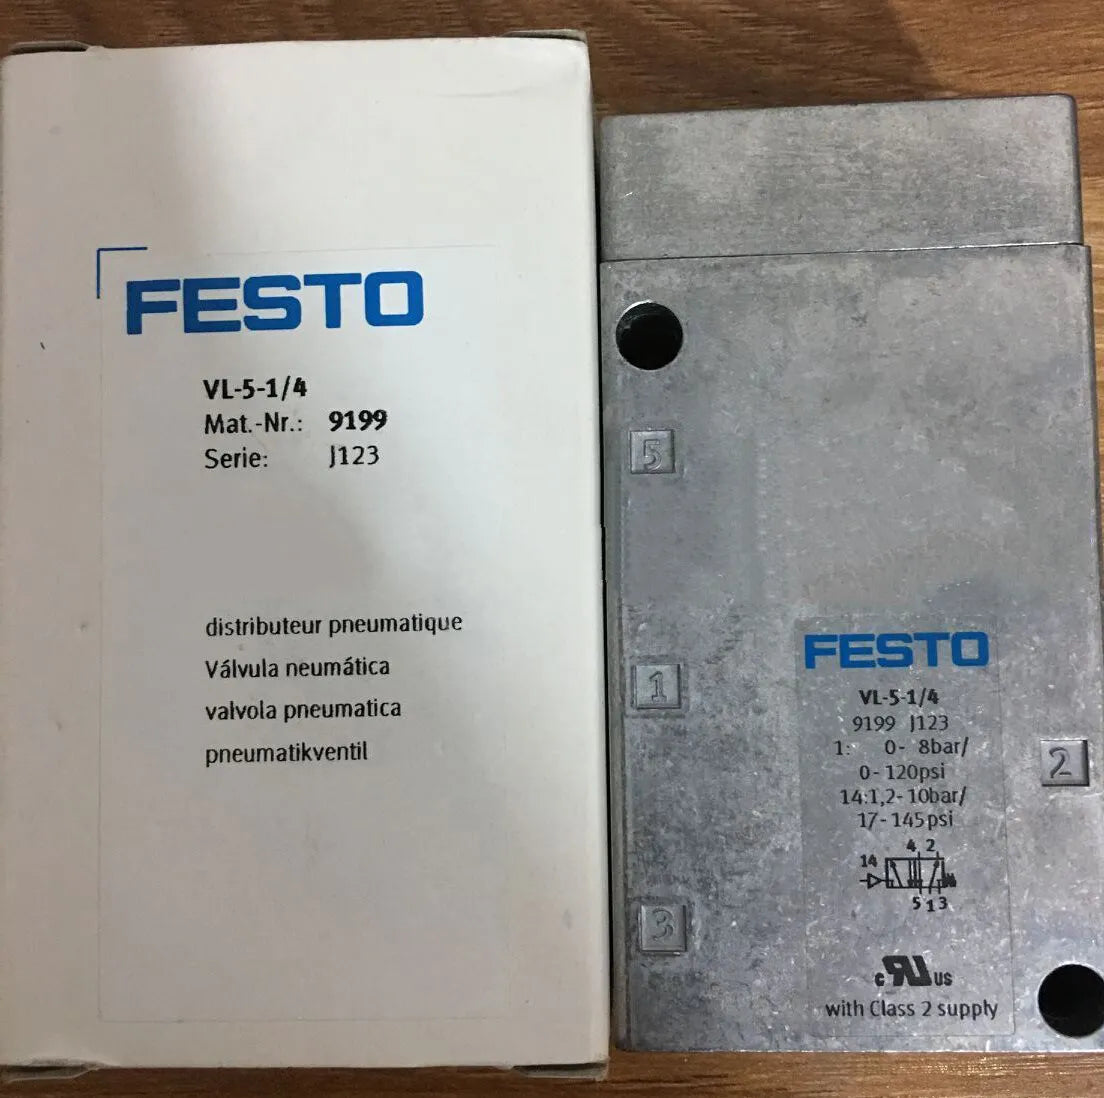 FESTO
VL-5-1/4
Mat.-Nr.: 9199
Serie: J123
distributeur pneumatique
Válvula neumática
valvola pneumatica
pneumatikventil
5
1
2
3
FESTO
VL-5-1/4
9199 J123
1: 0- 8bar/
0-120psi
14:1,2-10bar/
17-145psi
4 2
14
5 1 3
c RU us
with Class 2 supply